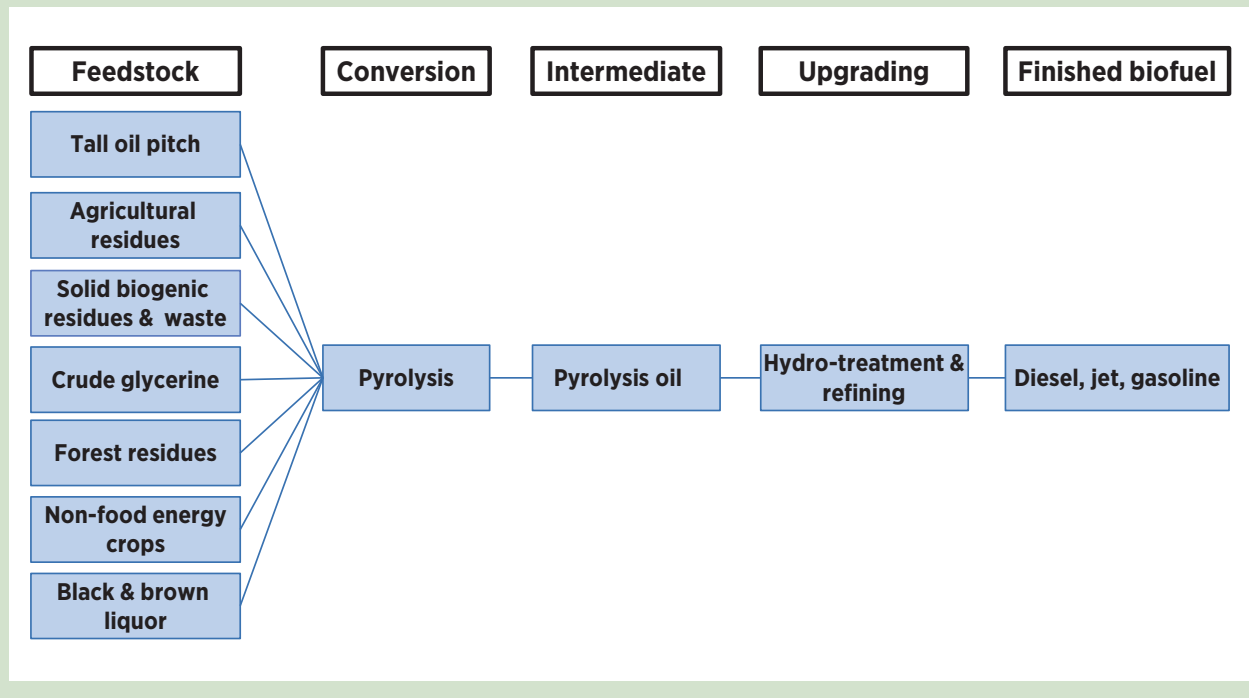 Feedstock
Conversion
Intermediate
Upgrading
Finished biofuel
Tall oil pitch
Agricultural
residues
Solid biogenic
residues & waste
Crude glycerine
Forest residues
Non-food energy
crops
Black & brown
liquor
Pyrolysis
Pyrolysis oil
Hydro-treatment &
refining
Diesel, jet, gasoline